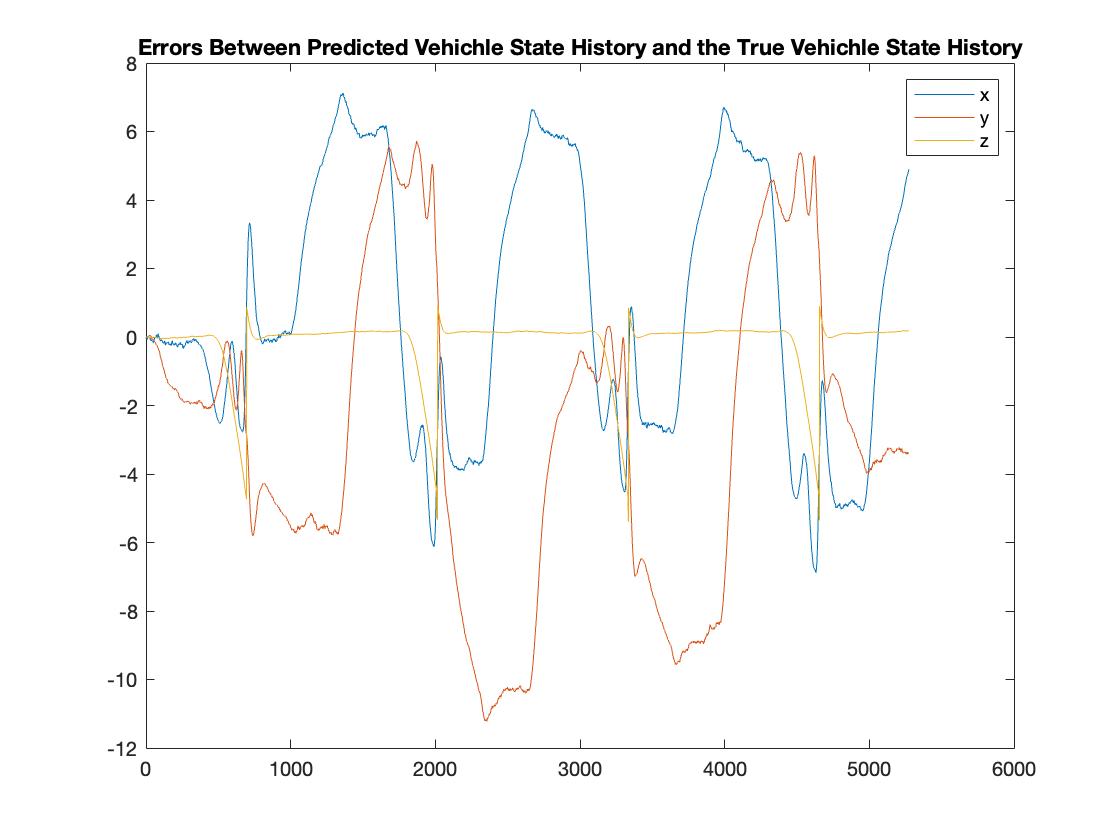 Errors Between Predicted Vehichle State History and the True Vehichle State History
8
6
4
2
0
-2
-4
-6
-8
-10
-12
x
y
z
0 1000 2000 3000 4000 5000 6000